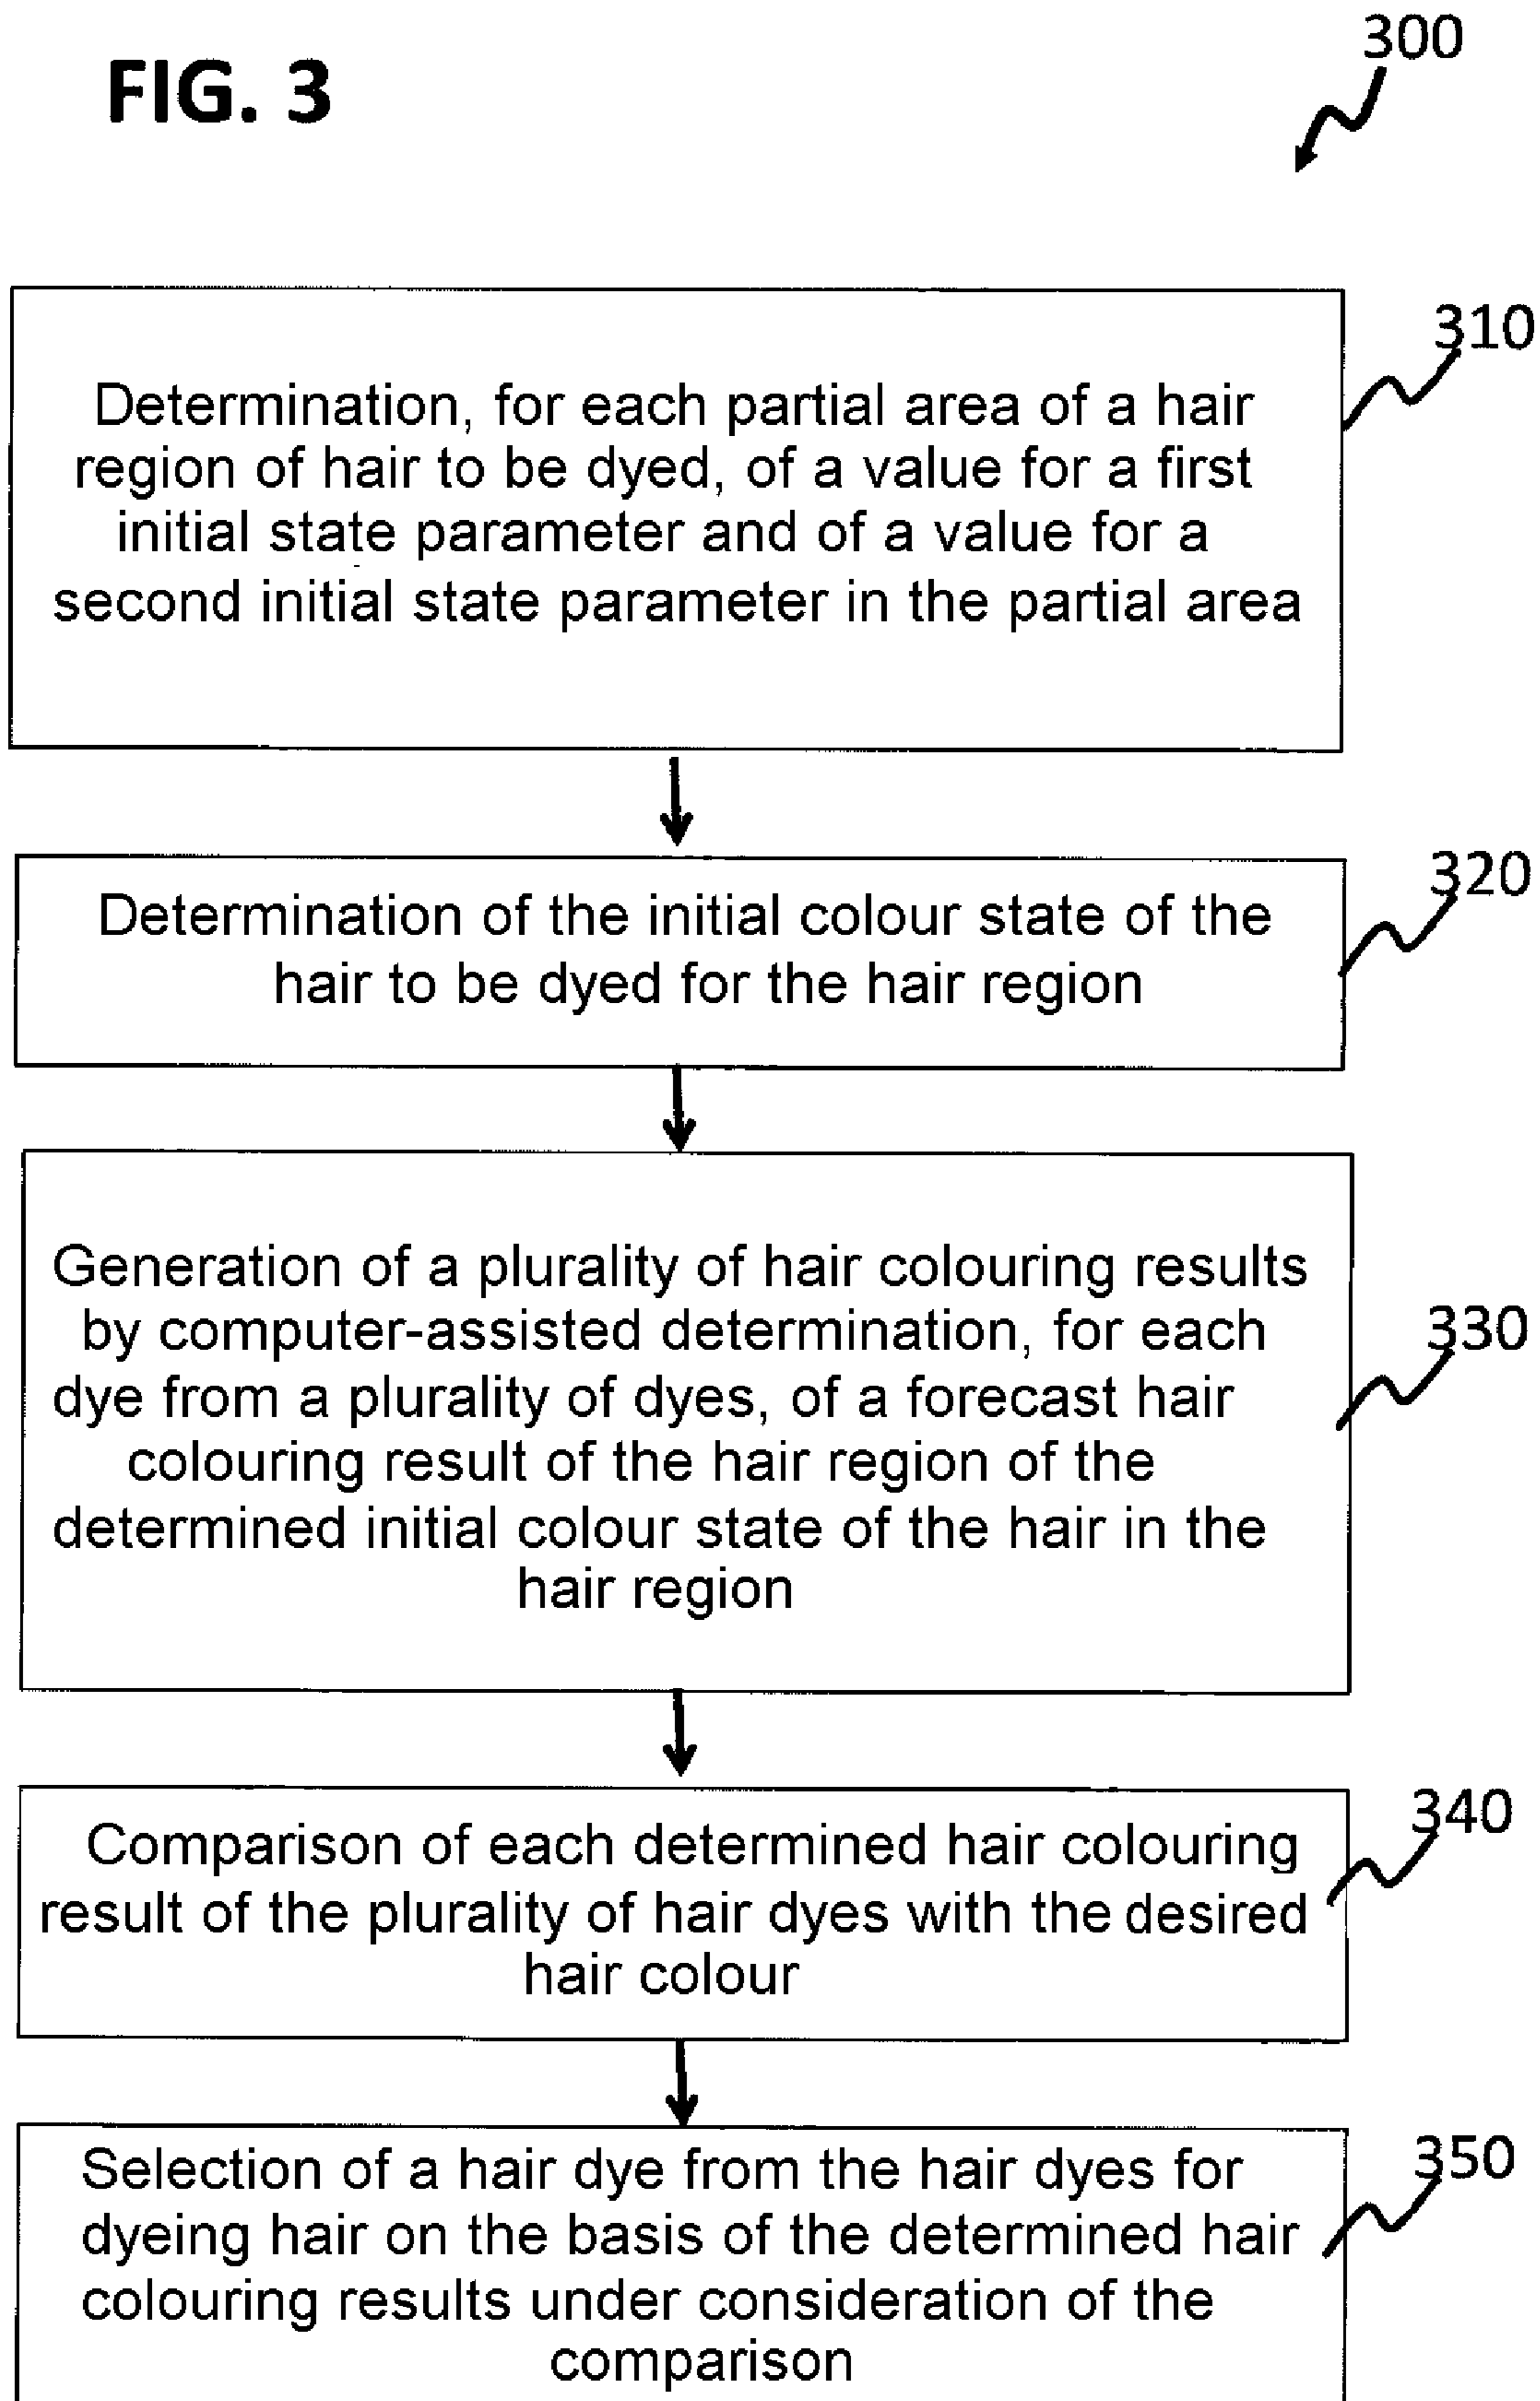 FIG. 3
300
310
Determination, for each partial area of a hair
region of hair to be dyed, of a value for a first
initial state parameter and of a value for a
second initial state parameter in the partial area
320
Determination of the initial colour state of the
hair to be dyed for the hair region
330
Generation of a plurality of hair colouring results
by computer-assisted determination, for each
dye from a plurality of dyes, of a forecast hair
colouring result of the hair region of the
determined initial colour state of the hair in the
hair region
340
Comparison of each determined hair colouring
result of the plurality of hair dyes with the desired
hair colour
350
Selection of a hair dye from the hair dyes for
dyeing hair on the basis of the determined hair
colouring results under consideration of the
comparison